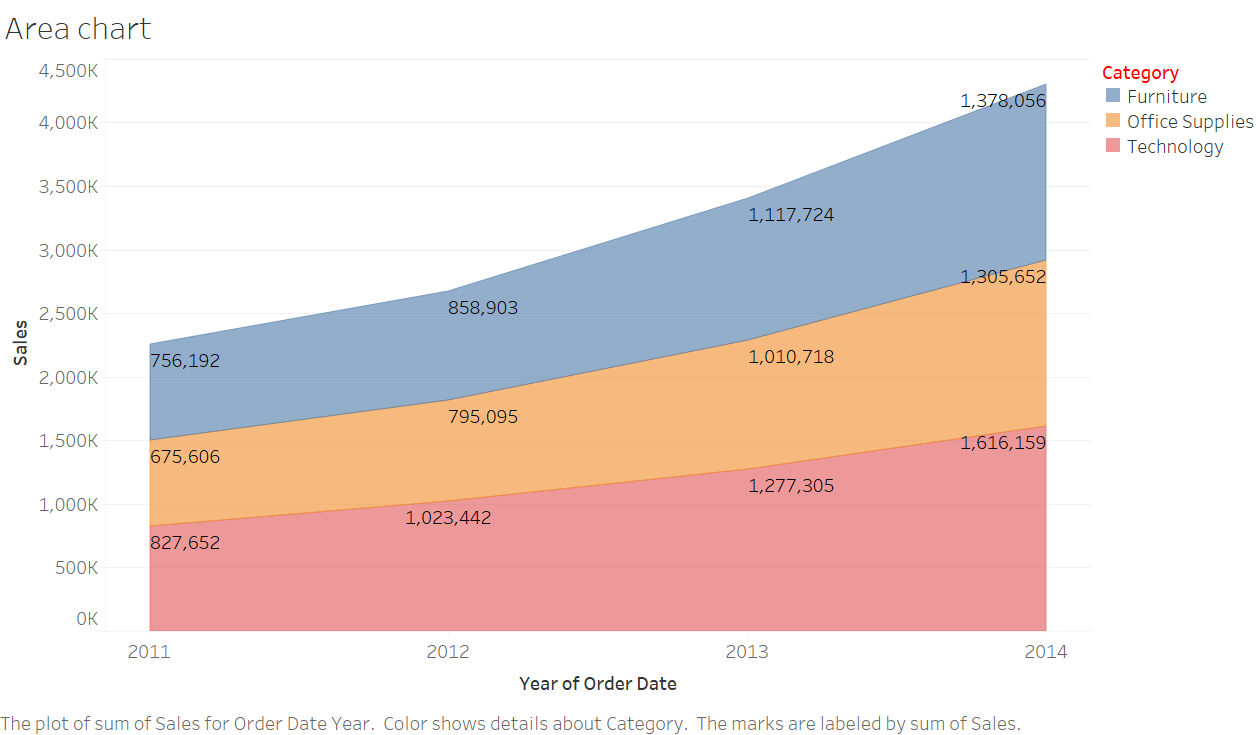 Area chart
4,500K
4,000K
3,500K
3,000K
2,500K
2,000K
1,500K
1,000K
500K
0K
Sales
1,378,056
1,117,724
858,903
756,192
1,305,652
1,010,718
795,095
675,606
1,616,159
1,277,305
1,023,442
827,652
2011 2012 2013 2014
Year of Order Date
Category
Furniture
Office Supplies
Technology
The plot of sum of Sales for Order Date Year. Color shows details about Category. The marks are labeled by sum of Sales.